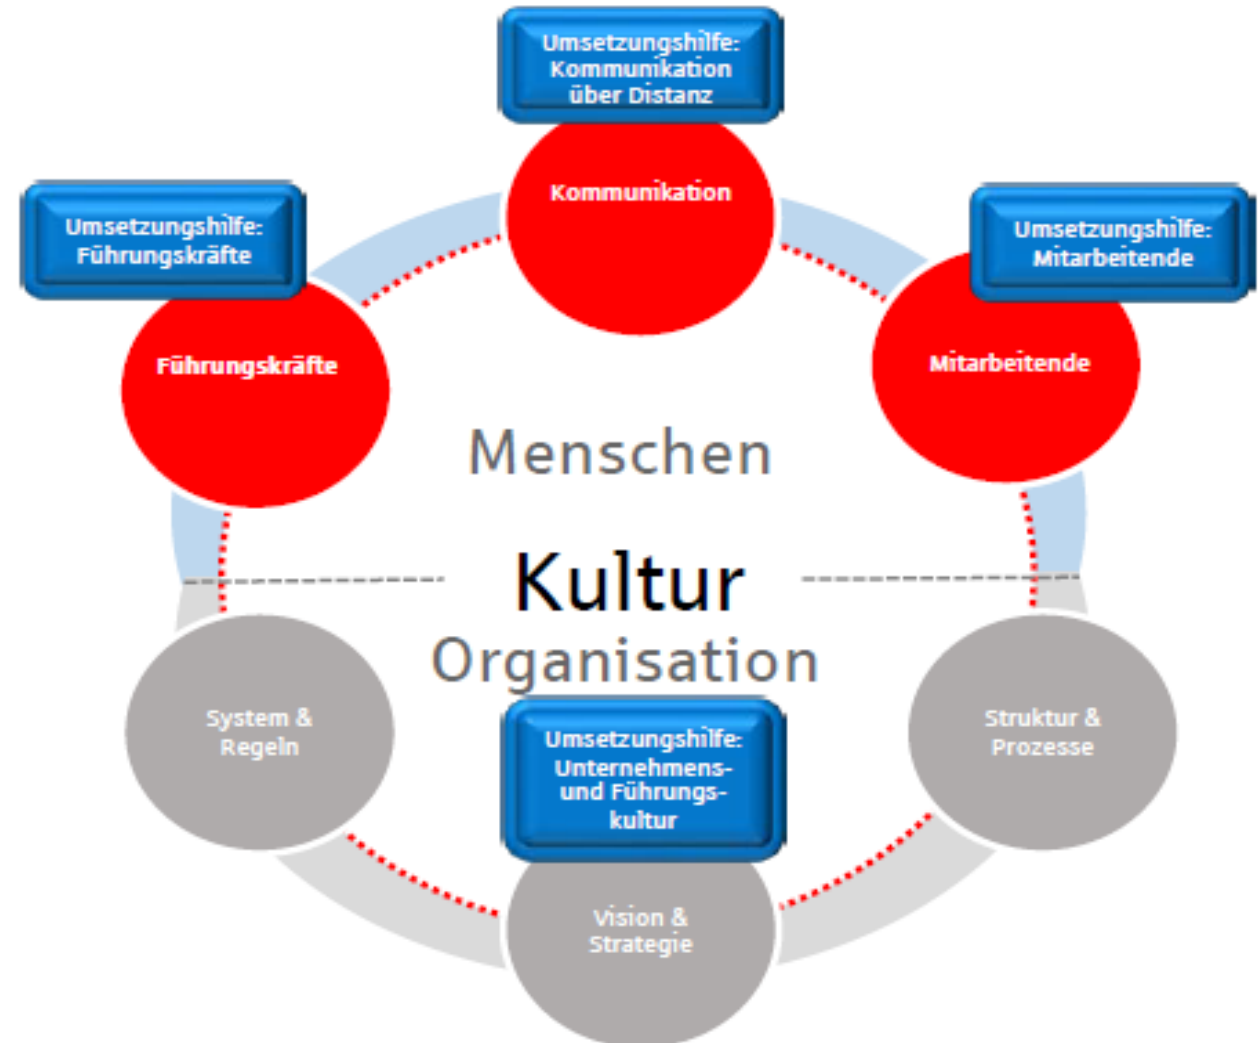 Umsetzungshilfe:
Kommunikation
über Distanz
Kommunikation
Umsetzungshilfe:
Führungskräfte
Führungskräfte
Umsetzungshilfe:
Mitarbeitende
Mitarbeitende
Menschen
Kultur
Organisation
System &
Regeln
Struktur &
Prozesse
Umsetzungshilfe:
Unternehmens-
und Führungs-
kultur
Vision &
Strategie